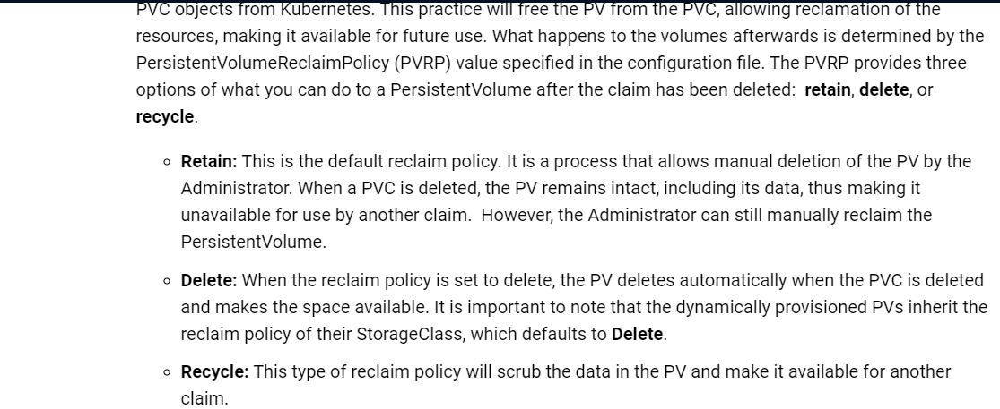 PVC objects from Kubernetes. This practice will free the PV from the PVC, allowing reclamation of the
resources, making it available for future use. What happens to the volumes afterwards is determined by the
PersistentVolumeReclaimPolicy (PVRP) value specified in the configuration file. The PVRP provides three
options of what you can do to a PersistentVolume after the claim has been deleted:  retain, delete, or
recycle.
Retain: This is the default reclaim policy. It is a process that allows manual deletion of the PV by the
Administrator. When a PVC is deleted, the PV remains intact, including its data, thus making it
unavailable for use by another claim.  However, the Administrator can still manually reclaim the
PersistentVolume.
Delete: When the reclaim policy is set to delete, the PV deletes automatically when the PVC is deleted
and makes the space available. It is important to note that the dynamically provisioned PVs inherit the
reclaim policy of their StorageClass, which defaults to Delete.
Recycle: This type of reclaim policy will scrub the data in the PV and make it available for another
claim.